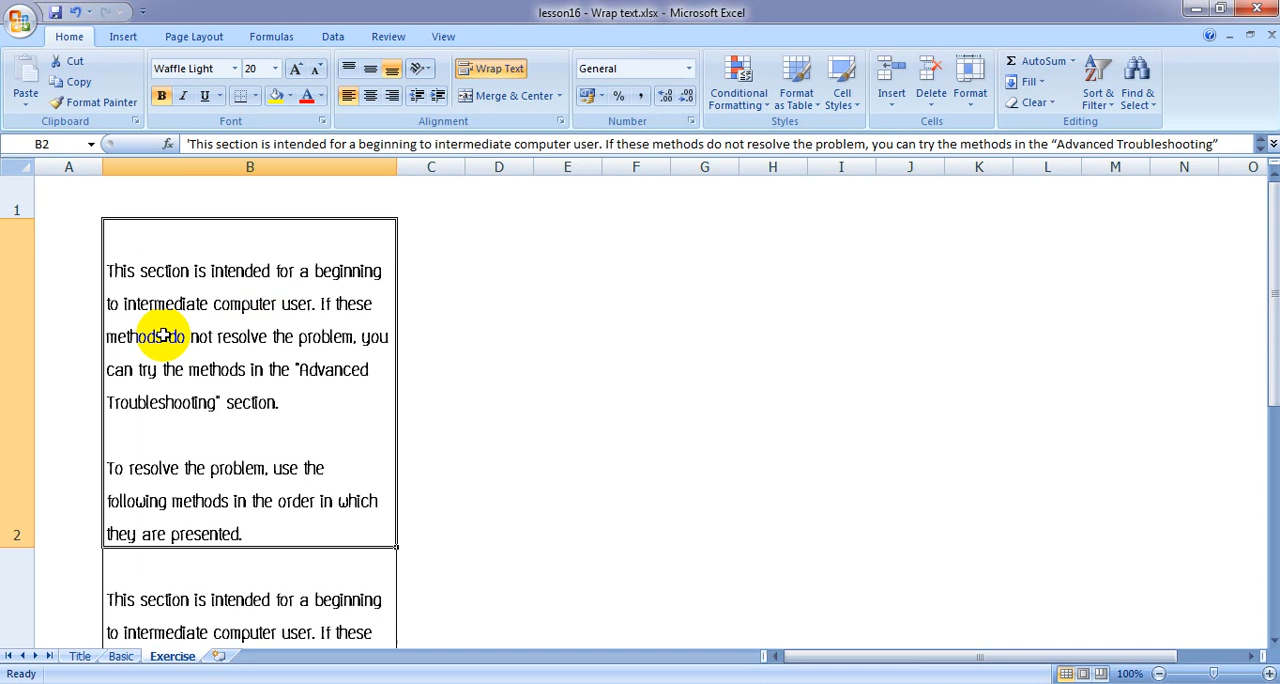 lesson16 - Wrap text.xlsx - Microsoft Excel
Home Insert Page Layout Formulas Data Review View
Paste Cut Copy Format Painter Clipboard
Waffle Light 20 A A B I U A Font
Wrap Text Merge & Center Alignment
General % , .0 .00 .00 .0 Number
Conditional Formatting Format as Table Cell Styles Styles
Insert Delete Format Cells
Σ AutoSum Fill Clear Sort & Filter Find & Select Editing
B2 fx 'This section is intended for a beginning to intermediate computer user. If these methods do not resolve the problem, you can try the methods in the “Advanced Troubleshooting”
A B C D E F G H I J K L M N O
1
This section is intended for a beginning
to intermediate computer user. If these
methods do not resolve the problem, you
can try the methods in the "Advanced
Troubleshooting" section.
To resolve the problem, use the
following methods in the order in which
they are presented.
2
This section is intended for a beginning
to intermediate computer user. If these
Title Basic Exercise
Ready 100%